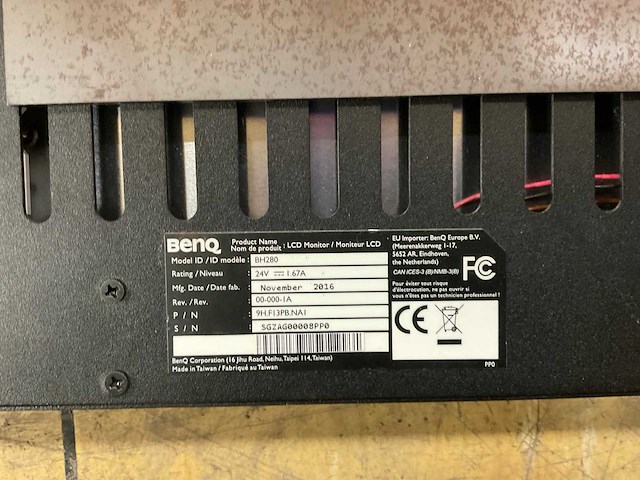 BenQ
Product Name
Nom de produit : LCD Monitor / Moniteur LCD
Model ID / ID modèle : BH280
Rating / Niveau : 24V ⎓ 1.67A
Mfg. Date / Date fab. : November 2016
Rev. / Rev. : 00-000-1A
P / N : 9H.F13PB.NA1
S / N : SGZAG00008PP0
BenQ Corporation (16 Jihu Road, Neihu, Taipei 114, Taiwan)
Made in Taiwan / Fabriqué au Taiwan
EU Importer: BenQ Europe B.V.
(Meerenakkerweg 1-17,
5652 AR, Eindhoven,
the Netherlands)
CAN ICES-3 (B)/NMB-3(B)
FC
Pour éviter tout risque
d'électrocution, ne pas ouvrir si
vous n'êtes pas un technicien professionnel !
CE
PP0